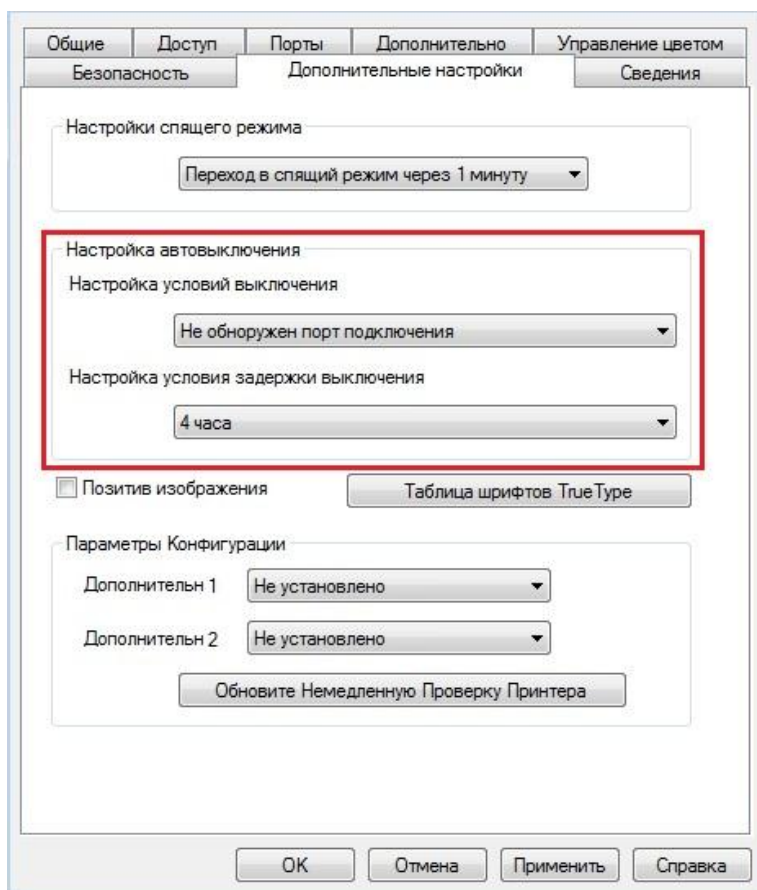 Общие Доступ Порты Дополнительно Управление цветом
Безопасность Дополнительные настройки Сведения
Настройки спящего режима
Переход в спящий режим через 1 минуту
Настройка автовыключения
Настройка условий выключения
Не обноружен порт подключения
Настройка условия задержки выключения
4 часа
Позитив изображения Таблица шрифтов TrueType
Параметры Конфигурации
Дополнительн 1 Не установлено
Дополнительн 2 Не установлено
Обновите Немедленную Проверку Принтера
OK Отмена Применить Справка